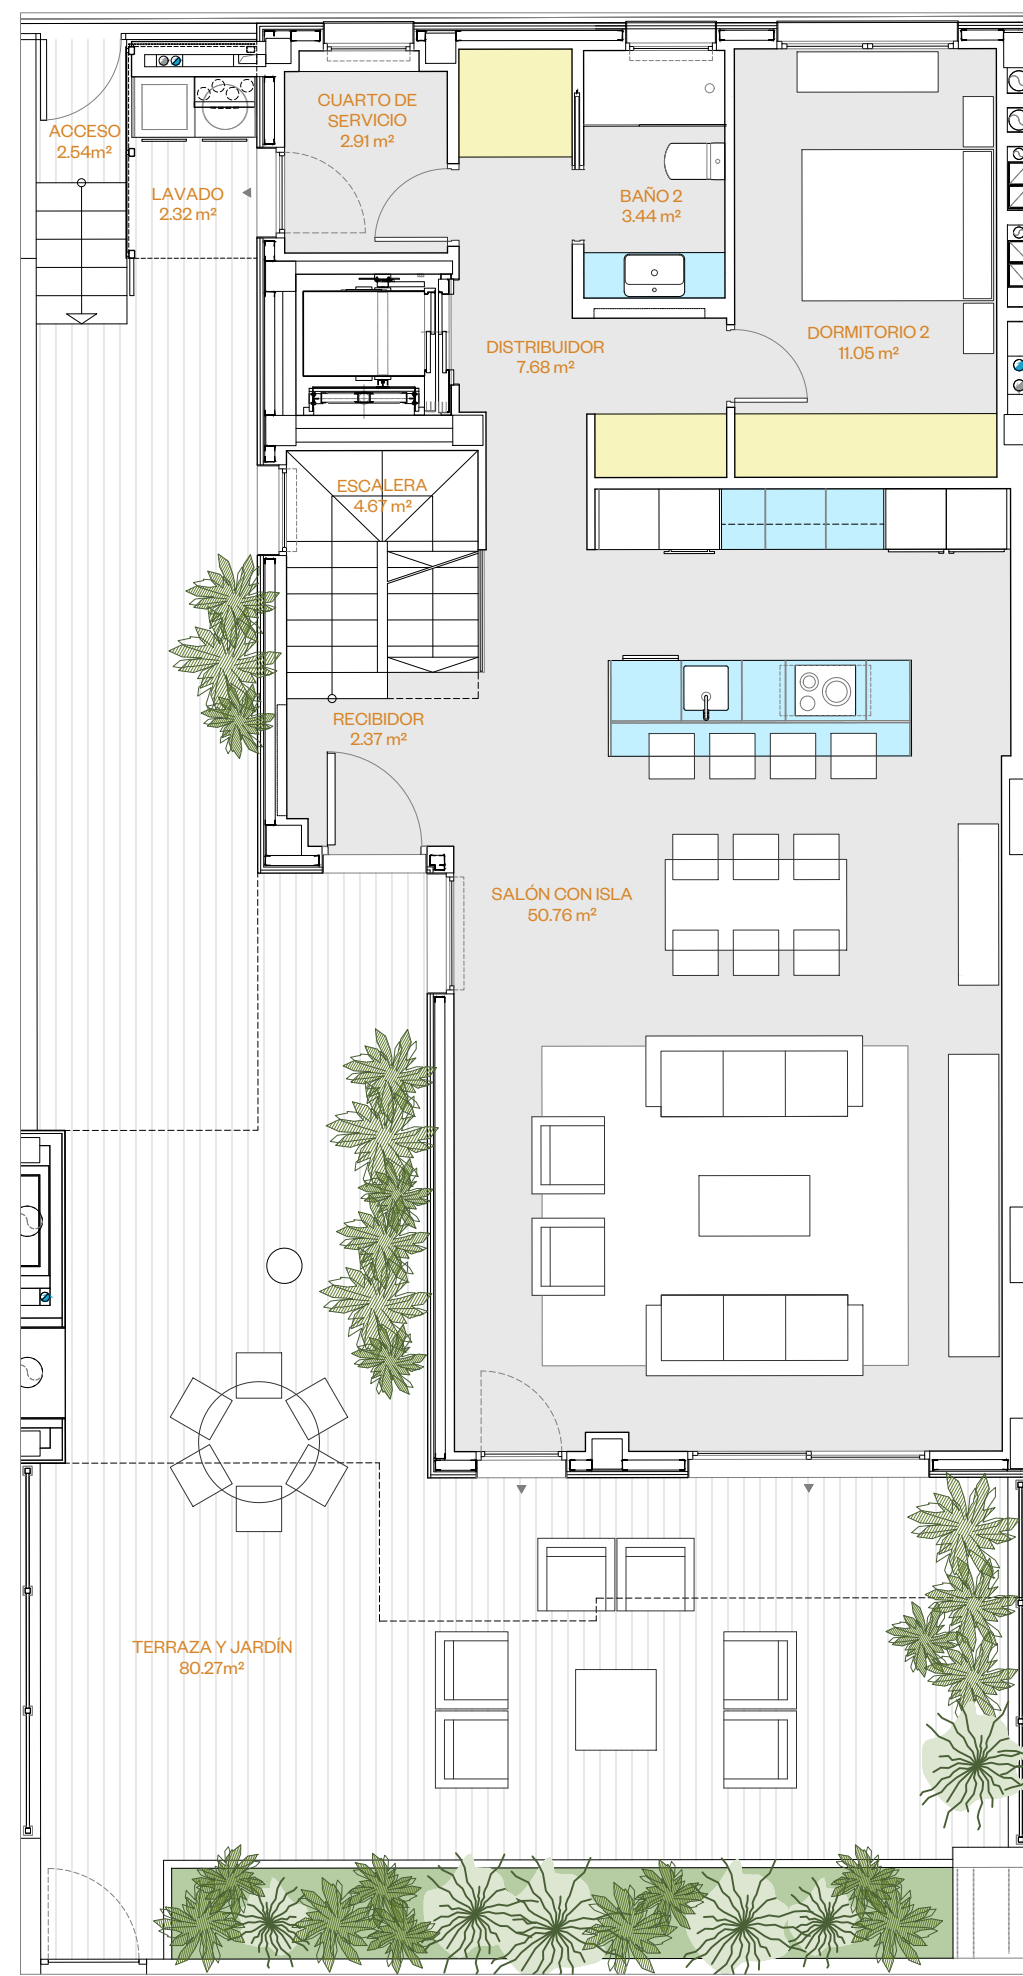 CUARTO DE
SERVICIO
2.91 m²
ACCESO
2.54m²
LAVADO
2.32 m²
BAÑO 2
3.44 m²
DISTRIBUIDOR
7.68 m²
DORMITORIO 2
11.05 m²
ESCALERA
4.67 m²
RECIBIDOR
2.37 m²
SALÓN CON ISLA
50.76 m²
TERRAZA Y JARDÍN
80.27m²